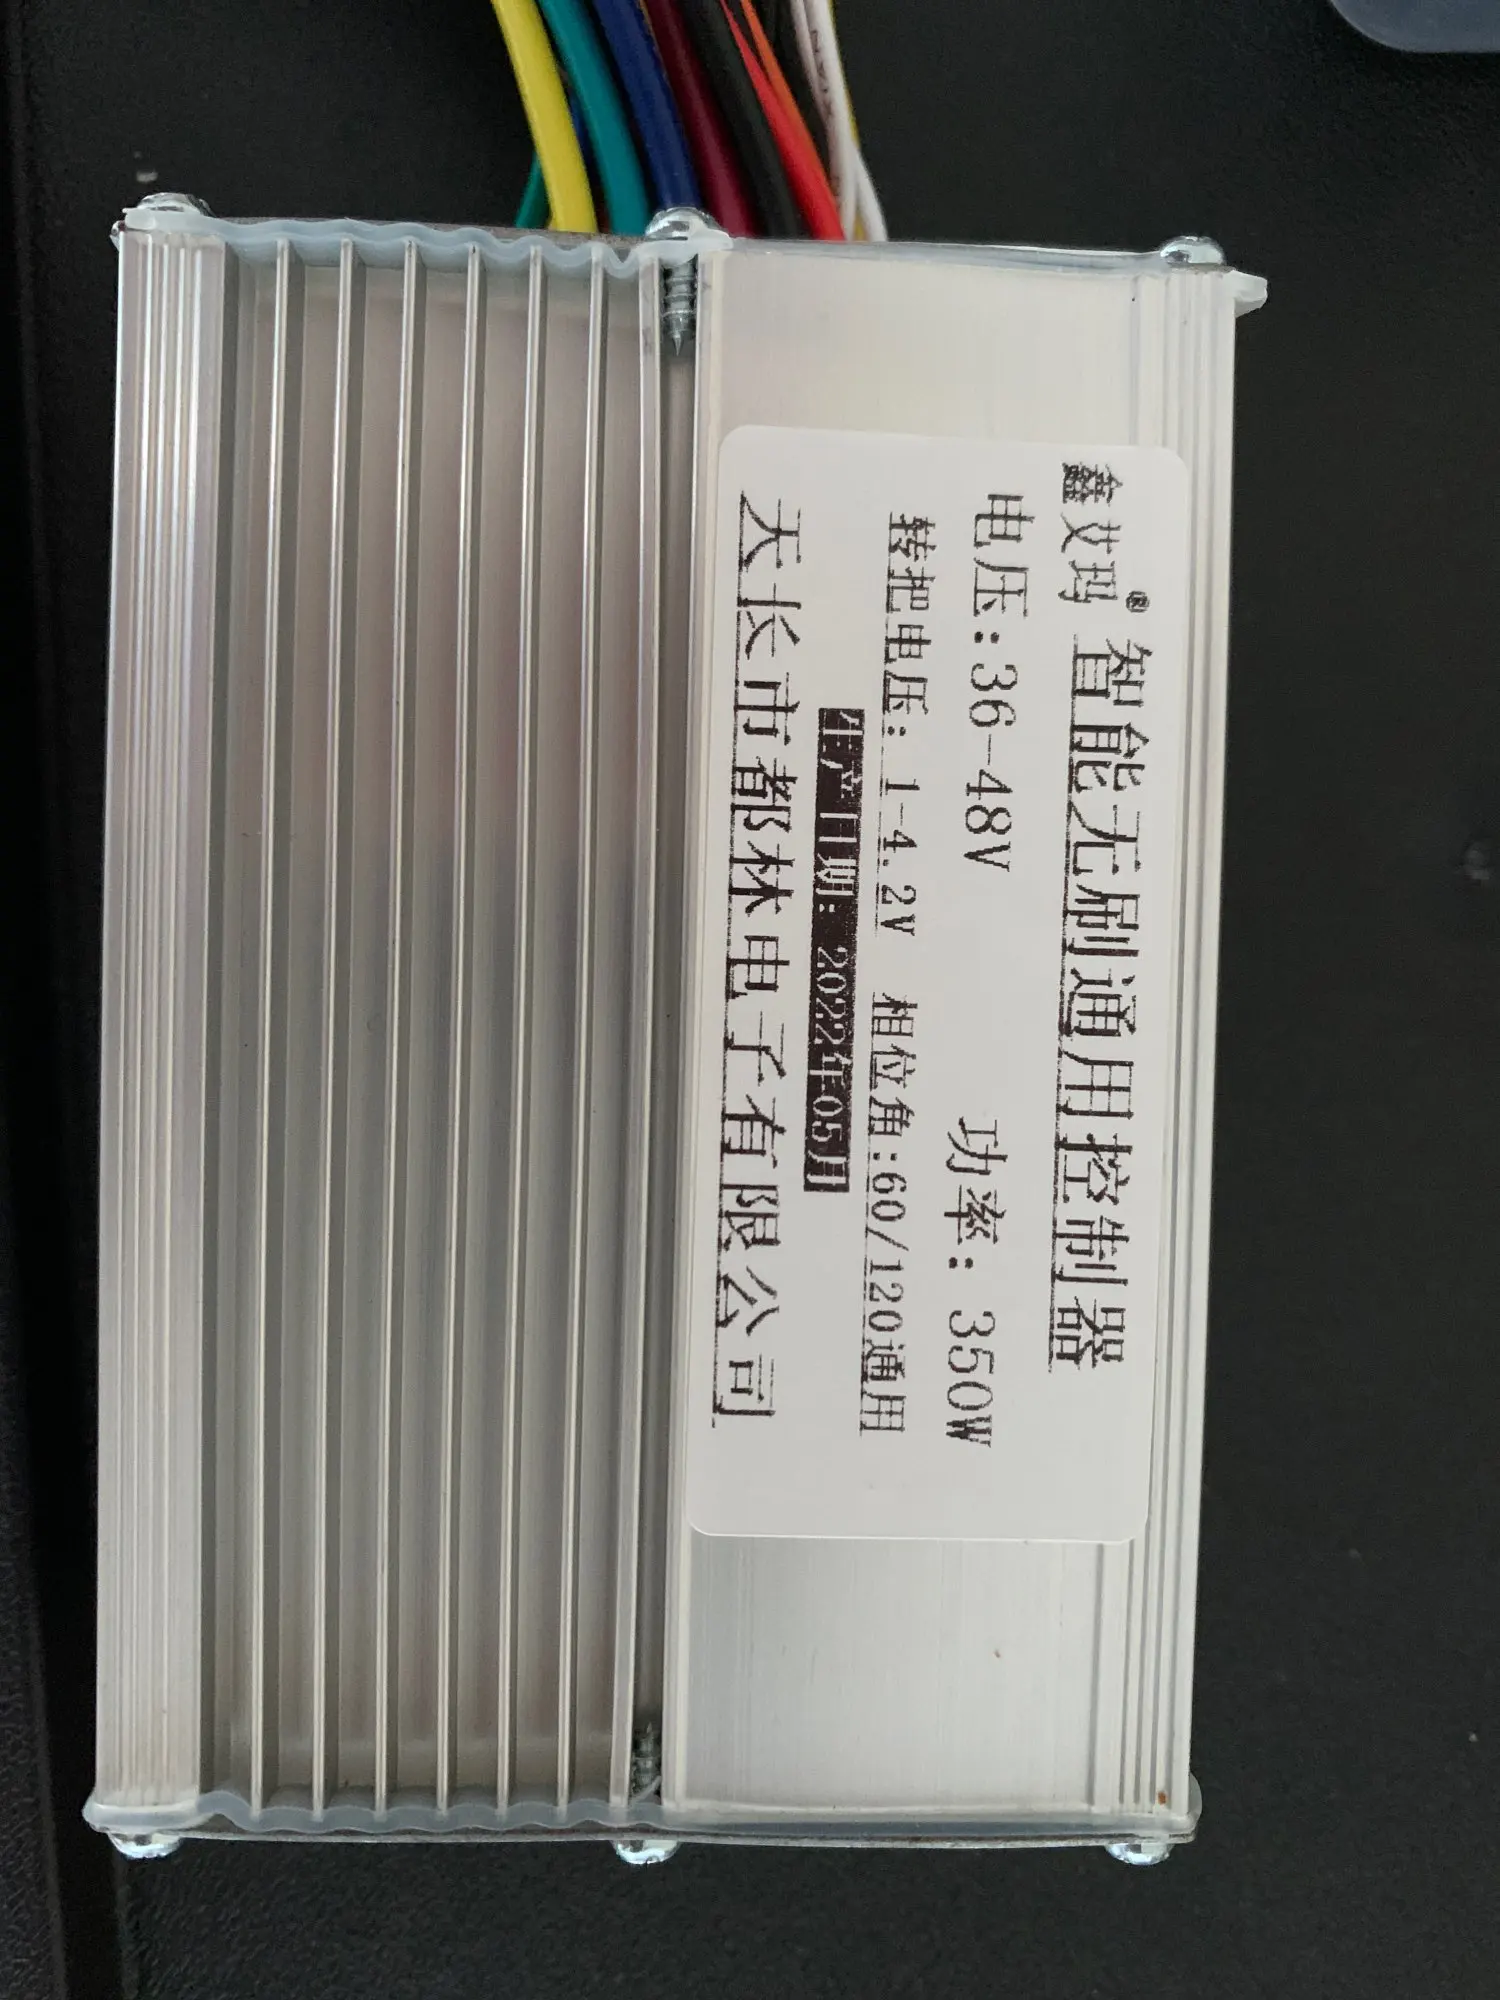 鑫艾玛® 智能无刷通用控制器
电压:36-48V 功率: 350W
转把电压: 1-4.2V 相位角:60/120通用
生产日期: 2022年05月
天长市都林电子有限公司